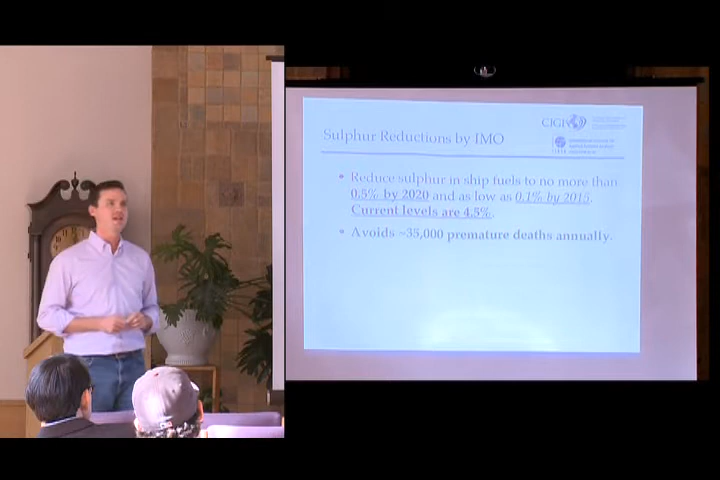 Sulphur Reductions by IMO
CIGI
• Reduce sulphur in ship fuels to no more than
0.5% by 2020 and as low as 0.1% by 2015.
Current levels are 4.5%.
• Avoids ~35,000 premature deaths annually.